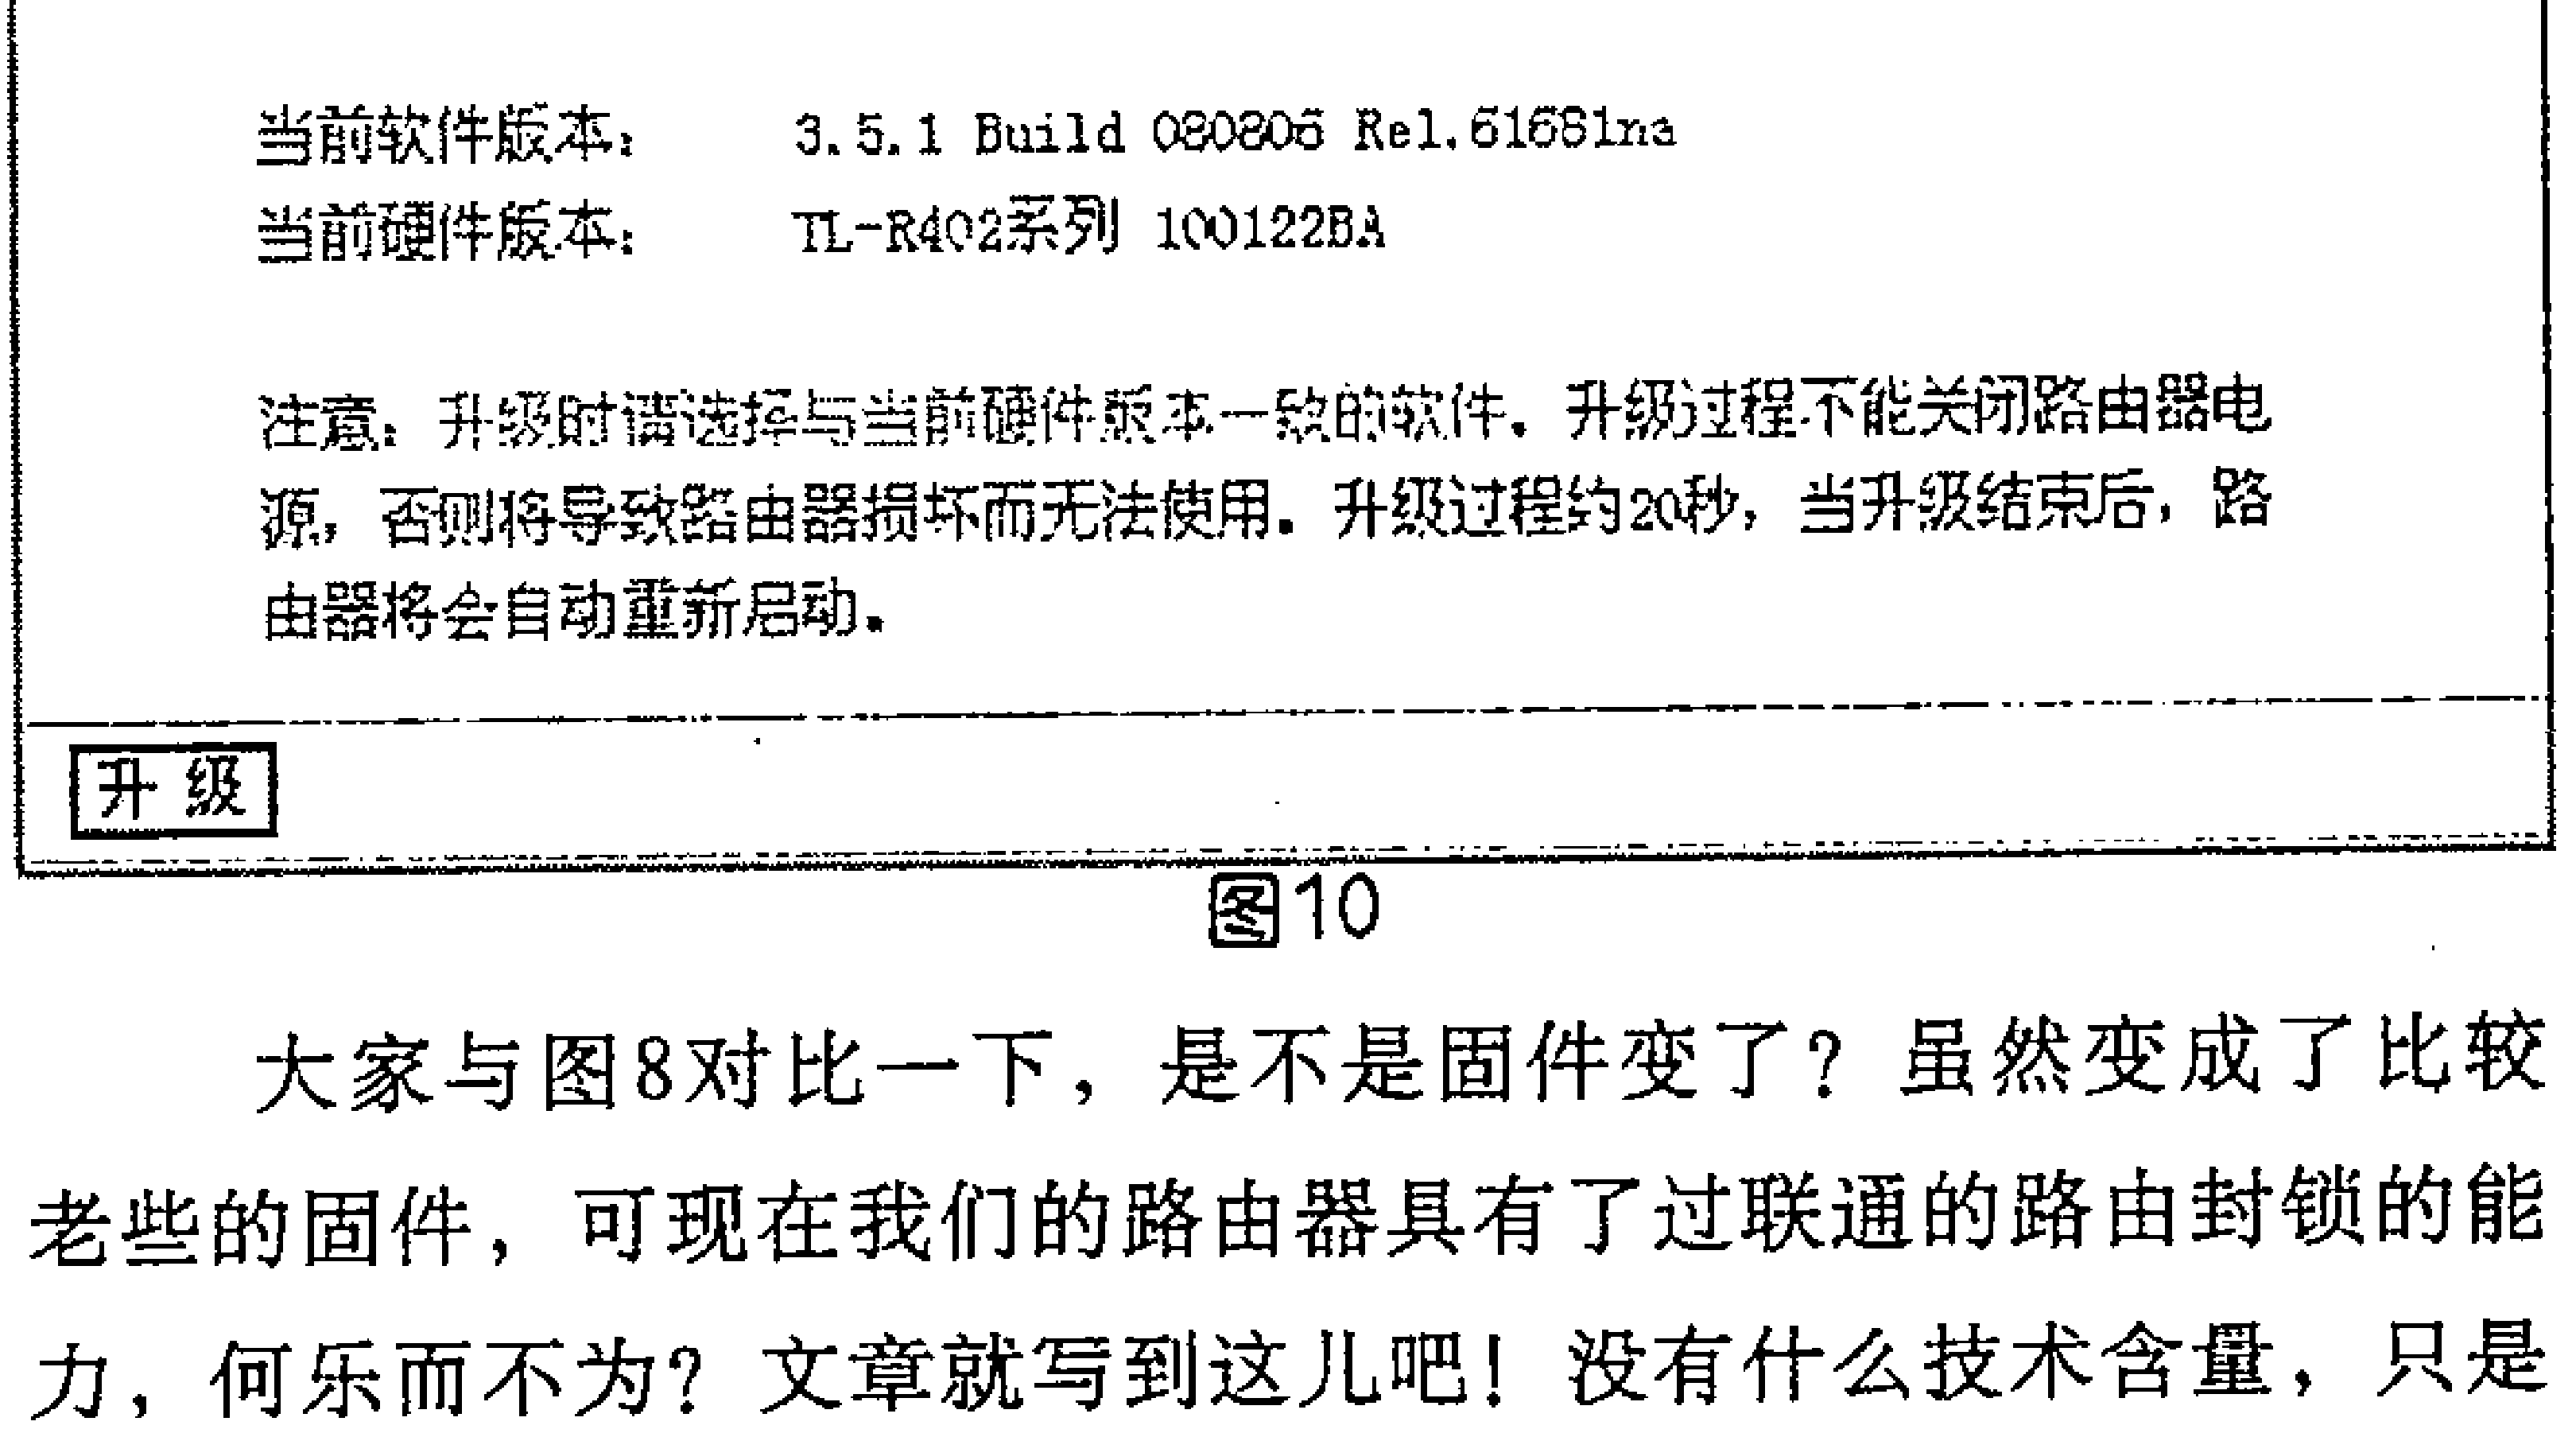 当前软件版本： 3.5.1 Build 080806 Rel.61681na
当前硬件版本： TL-R402系列 100122BA
注意：升级时请选择与当前硬件版本一致的软件。升级过程不能关闭路由器电
源，否则将导致路由器损坏而无法使用。升级过程约20秒，当升级结束后，路
由器将会自动重新启动。
升 级
图10
大家与图8对比一下，是不是固件变了？虽然变成了比较
老些的固件，可现在我们的路由器具有了过联通的路由封锁的能
力，何乐而不为？文章就写到这儿吧！没有什么技术含量，只是